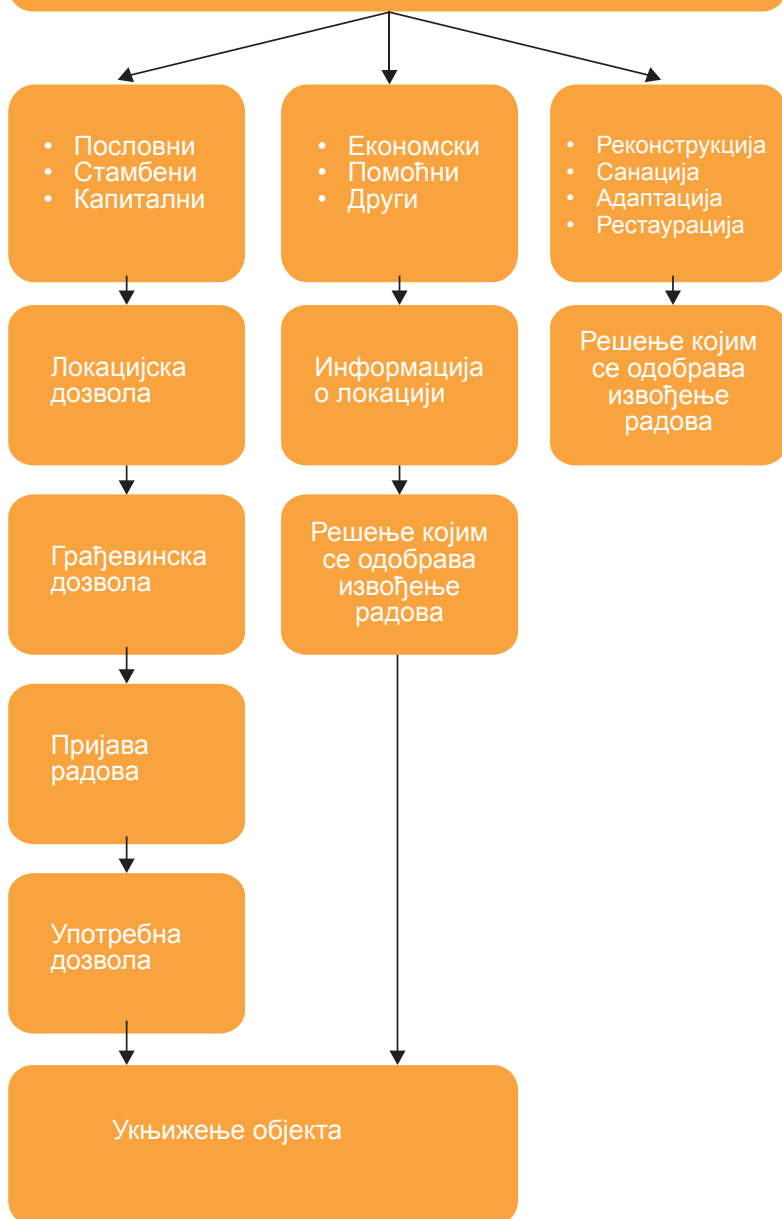 • Пословни
• Стамбени
• Капитални
• Економски
• Помоћни
• Други
• Реконструкција
• Санација
• Адаптација
• Рестаурација
Локацијска
дозвола
Информација
о локацији
Решење којим
се одобрава
извођење
радова
Грађевинска
дозвола
Решење којим
се одобрава
извођење
радова
Пријава
радова
Употребна
дозвола
Укњижење објекта